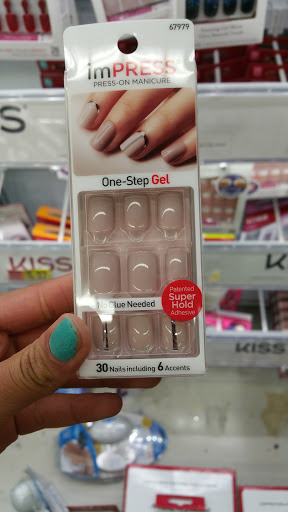 67979
imPRESS
PRESS-ON MANICURE
One-Step Gel
No Glue Needed
Patented
Super
Hold
Adhesive
30 Nails including 6 Accents
KISS
KISS